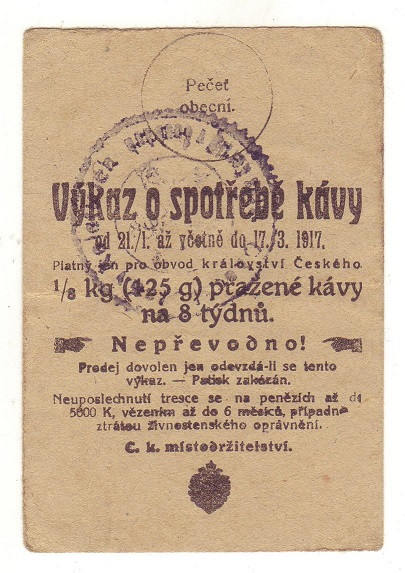 Pečeť
obecní.
Výkaz o spotřebě kávy
od 21./1. až včetně do 17./3. 1917.
Platný jen pro obvod království Českého
1/8 kg (125 g) pražené kávy
na 8 týdnů.
Nepřevodno!
Prodej dovolen jen odevzdá-li se tento
výkaz. — Patisk zakázán.
Neuposlechnutí tresce se na penězích až do
5000 K, vězením až do 6 měsíců, případně
ztrátou živnostenského oprávnění.
C. k. místodržitelství.